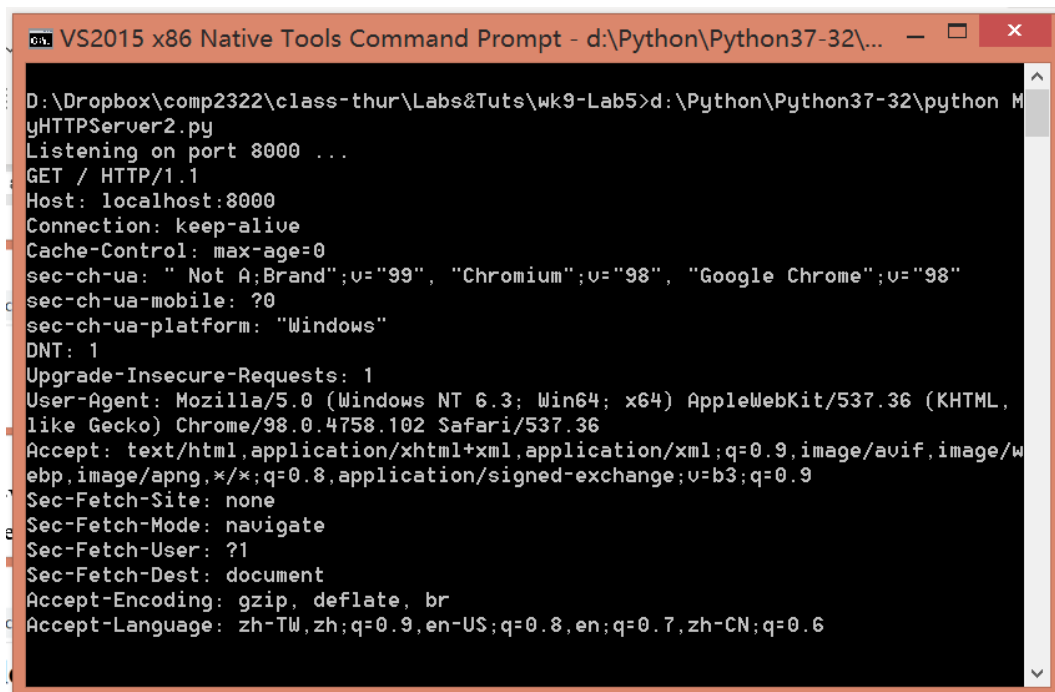 VS2015 x86 Native Tools Command Prompt - d:\Python\Python37-32\...
D:\Dropbox\comp2322\class-thur\Labs&Tuts\wk9-Lab5>d:\Python\Python37-32\python M
yHTTPServer2.py
Listening on port 8000 ...
GET / HTTP/1.1
Host: localhost:8000
Connection: keep-alive
Cache-Control: max-age=0
sec-ch-ua: " Not A;Brand";v="99", "Chromium";v="98", "Google Chrome";v="98"
sec-ch-ua-mobile: ?0
sec-ch-ua-platform: "Windows"
DNT: 1
Upgrade-Insecure-Requests: 1
User-Agent: Mozilla/5.0 (Windows NT 6.3; Win64; x64) AppleWebKit/537.36 (KHTML,
like Gecko) Chrome/98.0.4758.102 Safari/537.36
Accept: text/html,application/xhtml+xml,application/xml;q=0.9,image/avif,image/w
ebp,image/apng,*/*;q=0.8,application/signed-exchange;v=b3;q=0.9
Sec-Fetch-Site: none
Sec-Fetch-Mode: navigate
Sec-Fetch-User: ?1
Sec-Fetch-Dest: document
Accept-Encoding: gzip, deflate, br
Accept-Language: zh-TW,zh;q=0.9,en-US;q=0.8,en;q=0.7,zh-CN;q=0.6